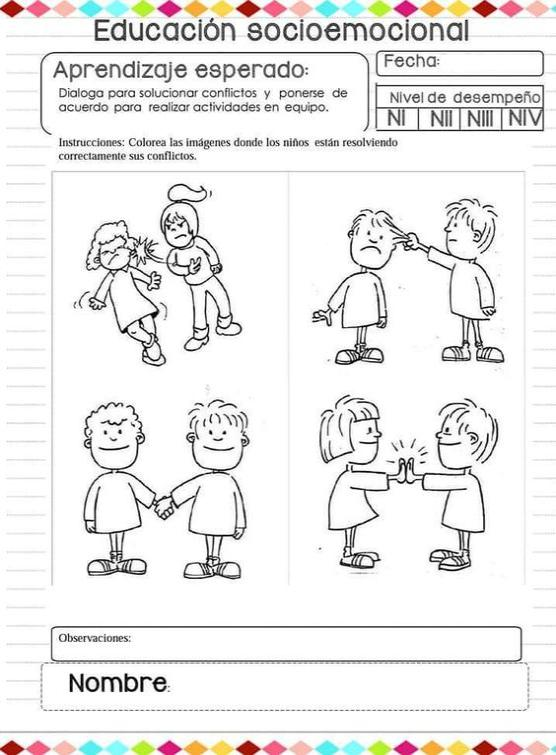 Educación socioemocional
Aprendizaje esperado:
Dialoga para solucionar conflictos y ponerse de
acuerdo para realizar actividades en equipo.
Fecha:
Nivel de desempeño
NI NII NIII NIV
Instrucciones: Colorea las imágenes donde los niños están resolviendo
correctamente sus conflictos.
Observaciones:
Nombre: